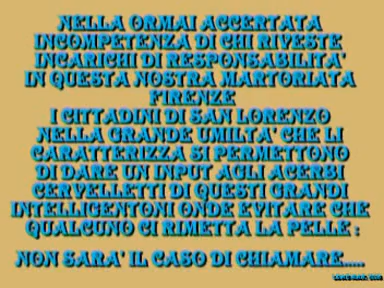 NELLA ORMAI ACCERTATA
INCOMPETENZA DI CHI RIVESTE
INCARICHI DI RESPONSABILITA'
IN QUESTA NOSTRA MARTORIATA
FIRENZE
I CITTADINI DI SAN LORENZO
NELLA GRANDE UMILTA' CHE LI
CARATTERIZZA SI PERMETTONO
DI DARE UN INPUT AGLI ACERBI
CERVELLETTI DI QUESTI GRANDI
INTELLIGENTONI ONDE EVITARE CHE
QUALCUNO CI RIMETTA LA PELLE :
NON SARA' IL CASO DI CHIAMARE.....